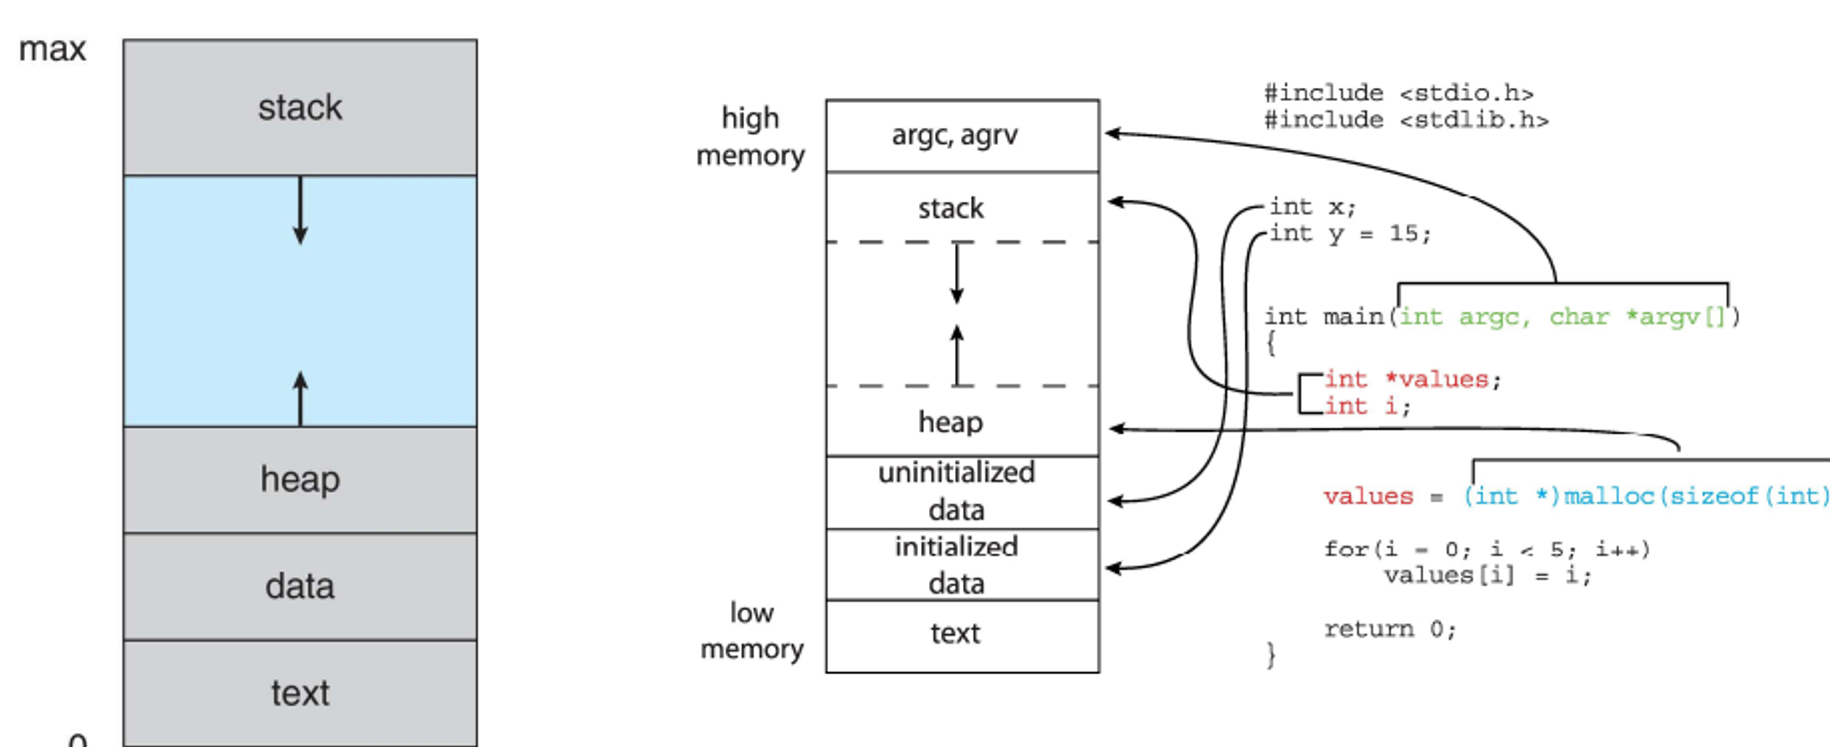 max
stack
heap
data
text
0
high
memory
argc, agrv
stack
heap
uninitialized
data
initialized
data
low
memory
text
#include <stdio.h>
#include <stdlib.h>
int x;
int y = 15;
int main(int argc, char *argv[])
{
int *values;
int i;
values = (int *)malloc(sizeof(int)
for(i = 0; i < 5; i++)
values[i] = i;
return 0;
}